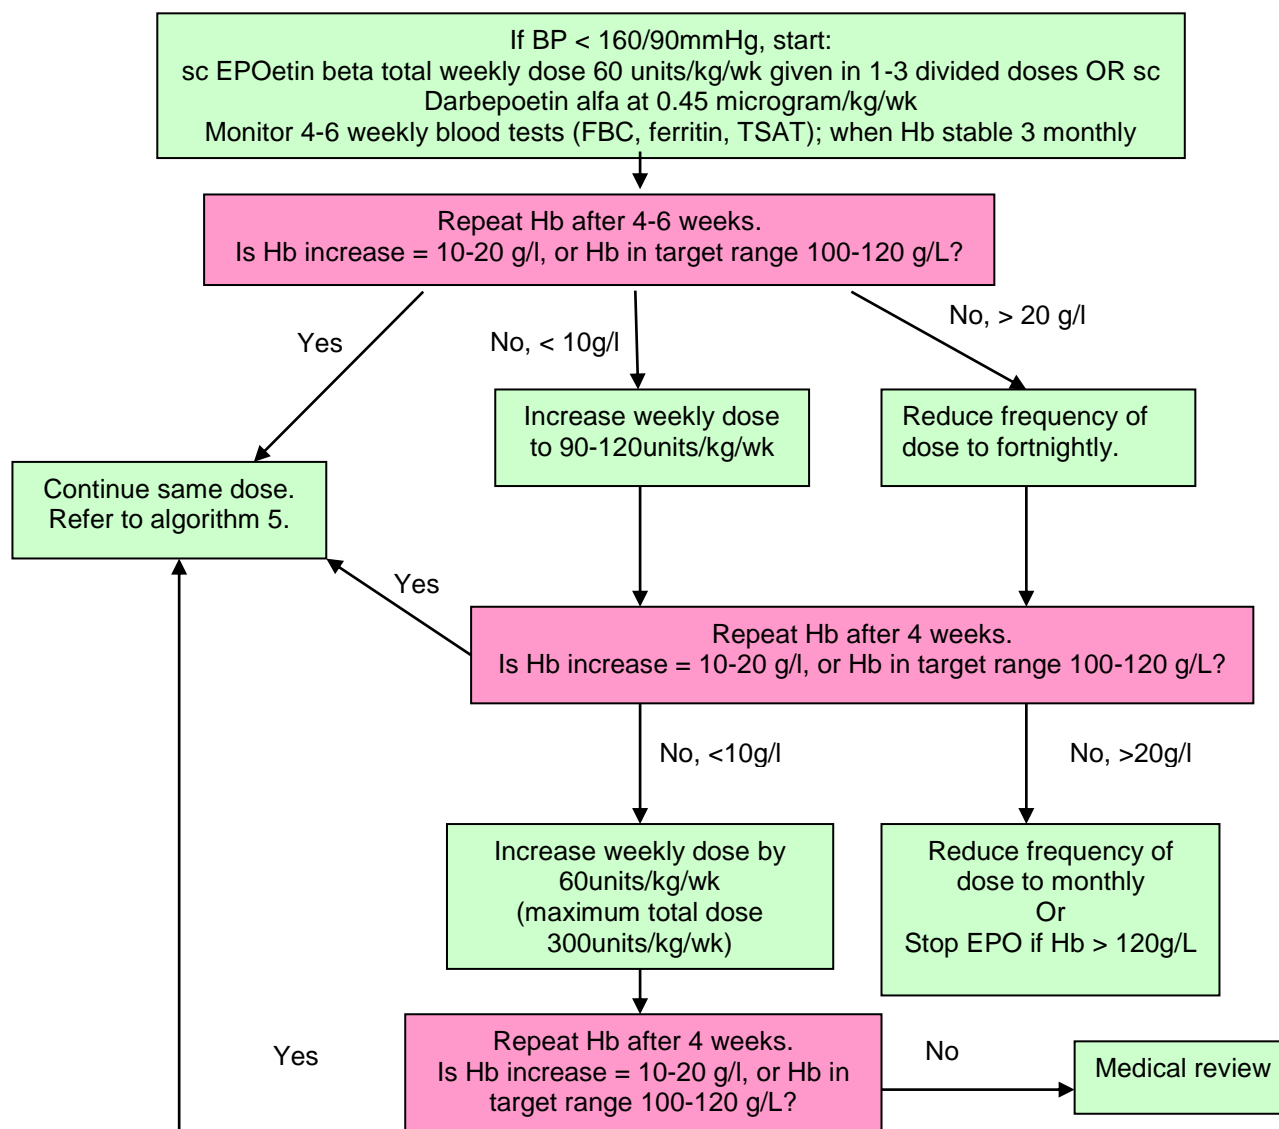 If BP < 160/90mmHg, start:
sc EPOetin beta total weekly dose 60 units/kg/wk given in 1-3 divided doses OR sc
Darbepoetin alfa at 0.45 microgram/kg/wk
Monitor 4-6 weekly blood tests (FBC, ferritin, TSAT); when Hb stable 3 monthly
Repeat Hb after 4-6 weeks.
Is Hb increase = 10-20 g/l, or Hb in target range 100-120 g/L?
Yes
No, < 10g/l
No, > 20 g/l
Increase weekly dose
to 90-120units/kg/wk
Reduce frequency of
dose to fortnightly.
Continue same dose.
Refer to algorithm 5.
Yes
Repeat Hb after 4 weeks.
Is Hb increase = 10-20 g/l, or Hb in target range 100-120 g/L?
No, <10g/l
No, >20g/l
Increase weekly dose by
60units/kg/wk
(maximum total dose
300units/kg/wk)
Reduce frequency of
dose to monthly
Or
Stop EPO if Hb > 120g/L
Repeat Hb after 4 weeks.
Is Hb increase = 10-20 g/l, or Hb in
target range 100-120 g/L?
Yes
No
Medical review